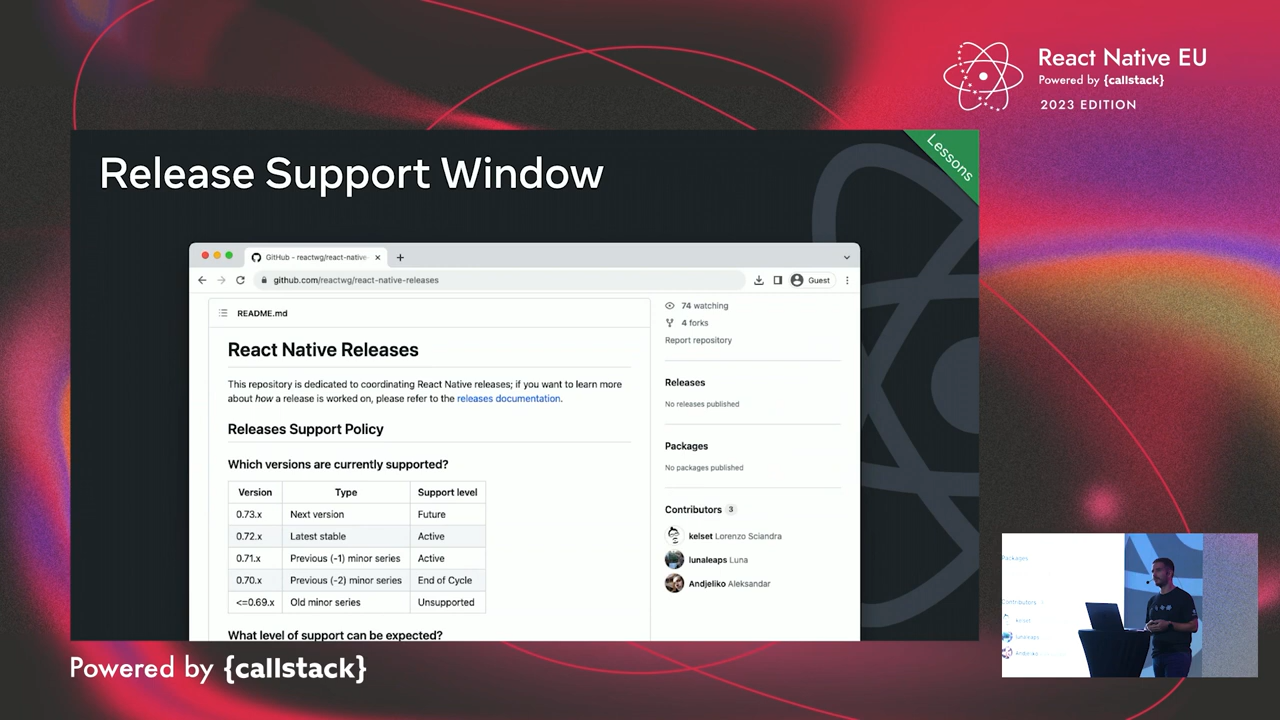 React Native EU
Powered by {callstack}
2023 EDITION
Lessons
Release Support Window
GitHub - reactwg/react-native-
github.com/reactwg/react-native-releases
Guest
README.md
React Native Releases
This repository is dedicated to coordinating React Native releases; if you want to learn more
about how a release is worked on, please refer to the releases documentation.
Releases Support Policy
Which versions are currently supported?
Version Type Support level
0.73.x Next version Future
0.72.x Latest stable Active
0.71.x Previous (-1) minor series Active
0.70.x Previous (-2) minor series End of Cycle
<=0.69.x Old minor series Unsupported
What level of support can be expected?
74 watching
4 forks
Report repository
Releases
No releases published
Packages
No packages published
Contributors 3
kelset Lorenzo Sciandra
lunaleaps Luna
Andjeliko Aleksandar
Packages
Contributors
kelset
lunaleaps
Andjeliko
Powered by {callstack}